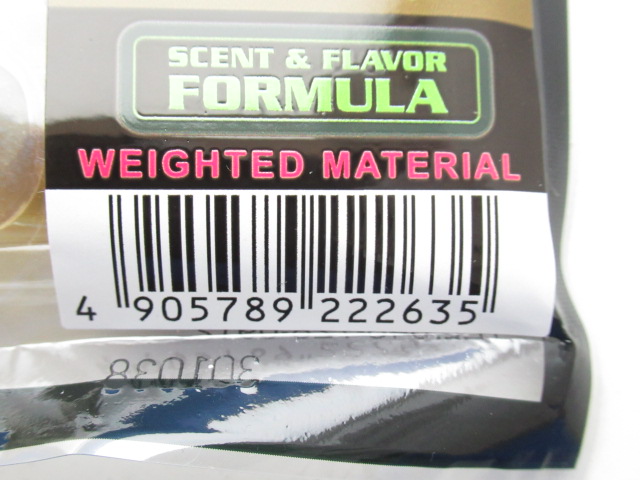 SCENT & FLAVOR
FORMULA
WEIGHTED MATERIAL
4 905789 222635